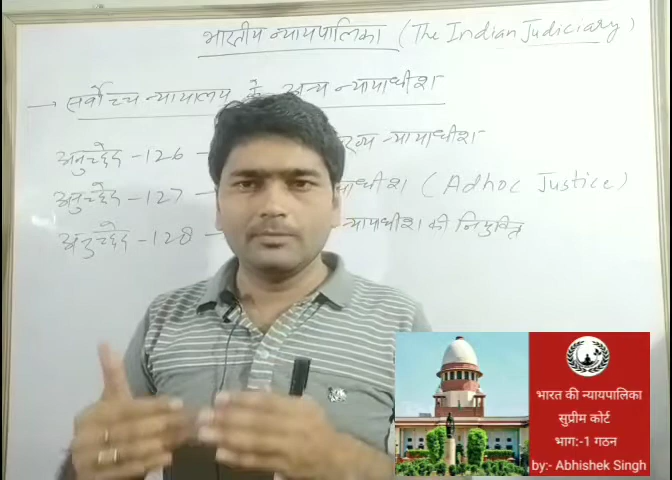 भारतीय न्यायपालिका (The Indian Judiciary)
→ सर्वोच्च न्यायालय के अन्य न्यायाधीश
अनुच्छेद -126 - न्यायाधीश
अनुच्छेद -127 - (Adhoc Justice)
अनुच्छेद -128 - की नियुक्ति
भारत की न्यायपालिका
सुप्रीम कोर्ट
भाग:-1 गठन
by:- Abhishek Singh